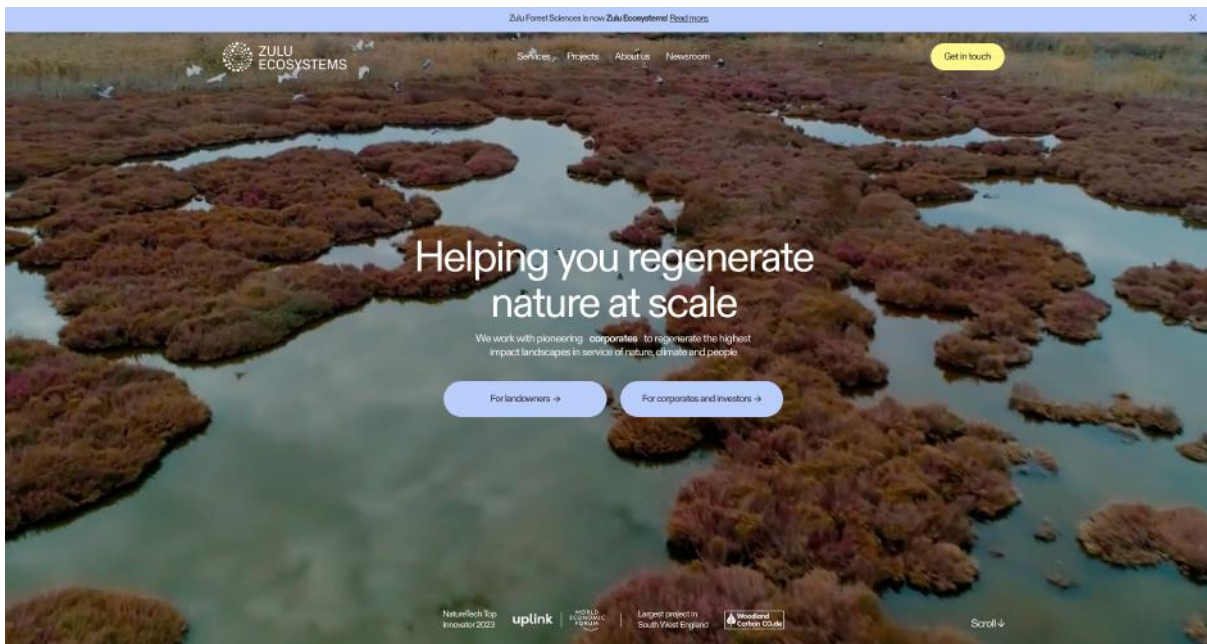 Zulu Forest Sciences is now Zulu Ecosystems! Read more.
ZULU
ECOSYSTEMS
Services Projects About us Newsroom
Get in touch
Helping you regenerate
nature at scale
We work with pioneering corporates to regenerate the highest
impact landscapes in service of nature, climate and people
For landowners →
For corporates and investors →
NatureTech Top
Innovator 2023
uplink
WORLD
ECONOMIC
FORUM
Largest project in
South West England
Woodland
Carbon CO₂de
Scroll ↓